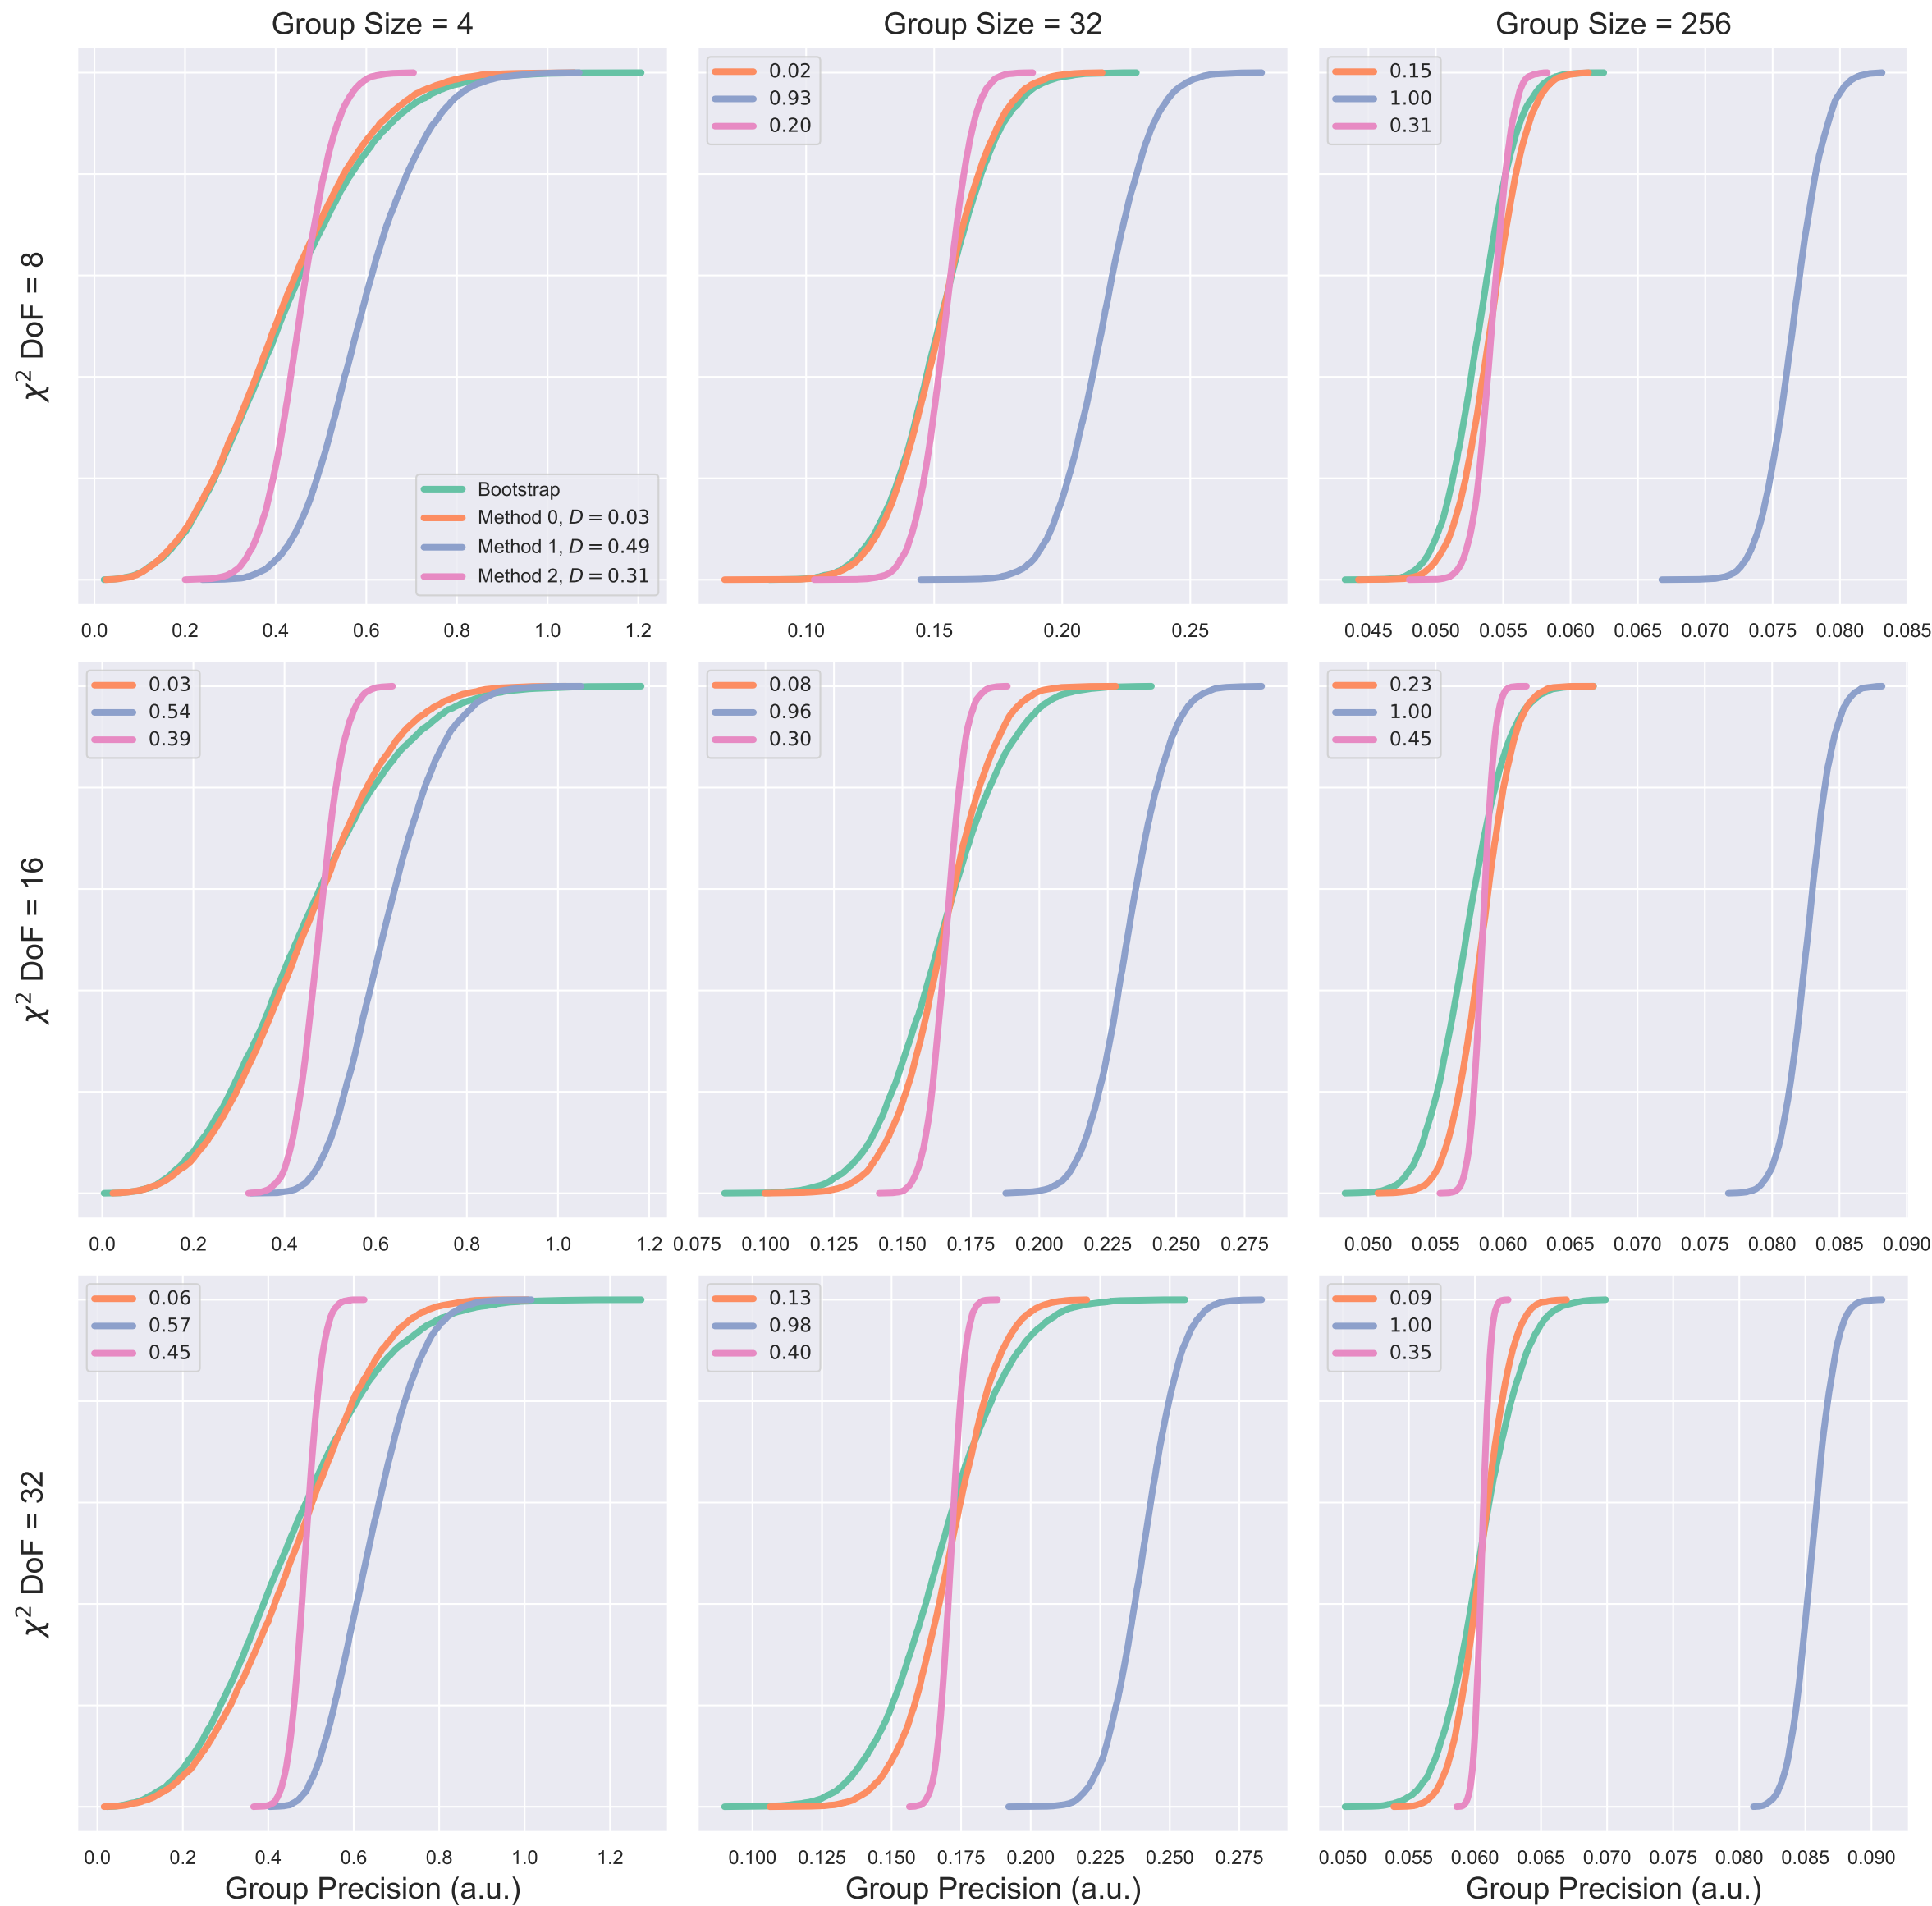 Group Size = 4
Group Size = 32
Group Size = 256
χ² DoF = 8
Bootstrap
Method 0, D = 0.03
Method 1, D = 0.49
Method 2, D = 0.31
0.02
0.93
0.20
0.15
1.00
0.31
0.0 0.2 0.4 0.6 0.8 1.0 1.2
0.10 0.15 0.20 0.25
0.045 0.050 0.055 0.060 0.065 0.070 0.075 0.080 0.085
χ² DoF = 16
0.03
0.54
0.39
0.08
0.96
0.30
0.23
1.00
0.45
0.0 0.2 0.4 0.6 0.8 1.0 1.2
0.075 0.100 0.125 0.150 0.175 0.200 0.225 0.250 0.275
0.050 0.055 0.060 0.065 0.070 0.075 0.080 0.085 0.090
χ² DoF = 32
0.06
0.57
0.45
0.13
0.98
0.40
0.09
1.00
0.35
0.0 0.2 0.4 0.6 0.8 1.0 1.2
0.100 0.125 0.150 0.175 0.200 0.225 0.250 0.275
0.050 0.055 0.060 0.065 0.070 0.075 0.080 0.085 0.090
Group Precision (a.u.)
Group Precision (a.u.)
Group Precision (a.u.)